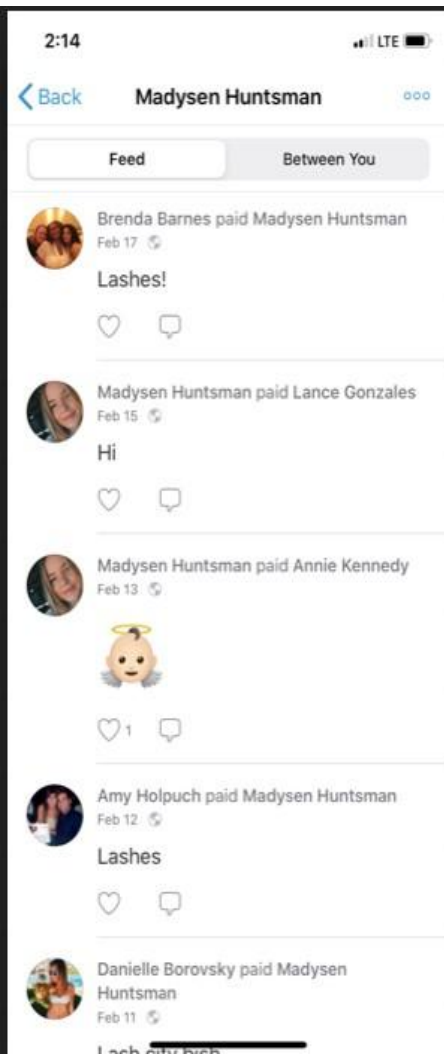 2:14
LTE
Back
Madysen Huntsman
Feed
Between You
Brenda Barnes paid Madysen Huntsman
Feb 17
Lashes!
Madysen Huntsman paid Lance Gonzales
Feb 15
Hi
Madysen Huntsman paid Annie Kennedy
Feb 13
1
Amy Holpuch paid Madysen Huntsman
Feb 12
Lashes
Danielle Borovsky paid Madysen
Huntsman
Feb 11